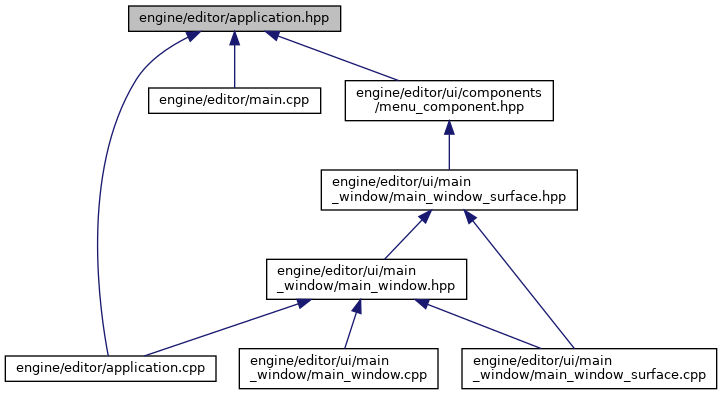 engine/editor/application.hpp
engine/editor/main.cpp
engine/editor/ui/components
/menu_component.hpp
engine/editor/ui/main
_window/main_window_surface.hpp
engine/editor/ui/main
_window/main_window.hpp
engine/editor/application.cpp
engine/editor/ui/main
_window/main_window.cpp
engine/editor/ui/main
_window/main_window_surface.cpp